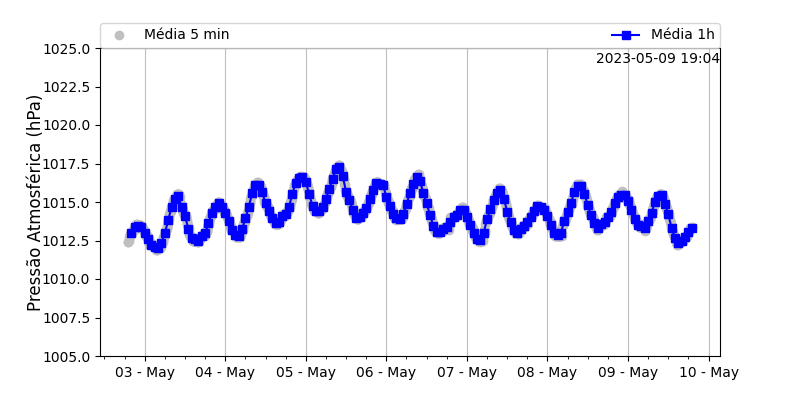 Média 5 min
Média 1h
2023-05-09 19:04
Pressão Atmosférica (hPa)
1025.0
1022.5
1020.0
1017.5
1015.0
1012.5
1010.0
1007.5
1005.0
03 - May 04 - May 05 - May 06 - May 07 - May 08 - May 09 - May 10 - May